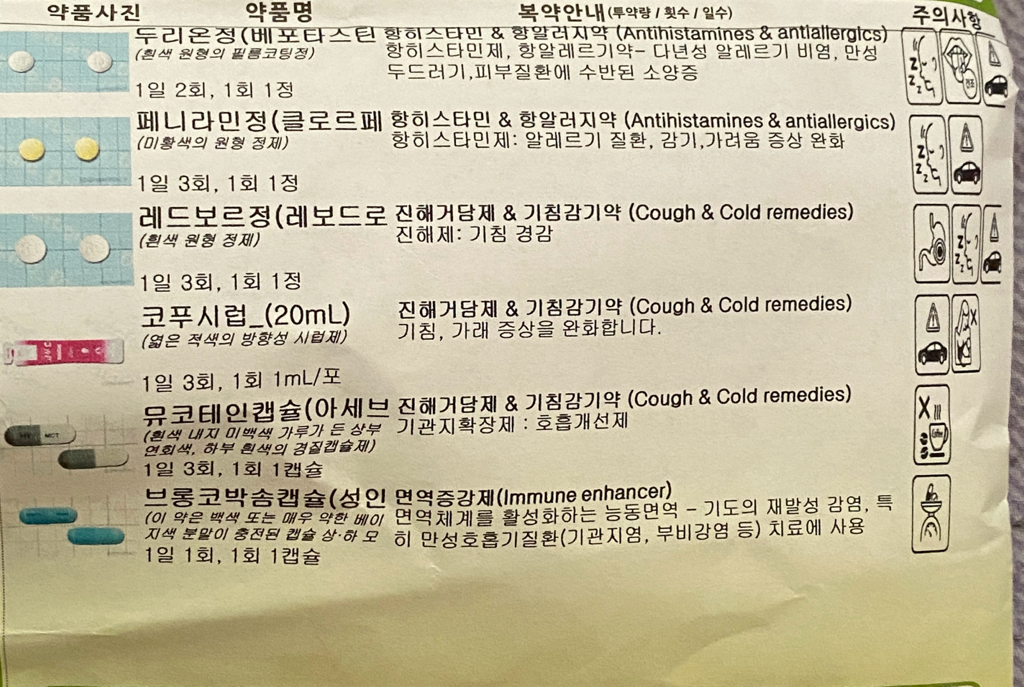 약품사진 약품명 복약안내(투약량 / 횟수 / 일수) 주의사항
두리온정(베포타스틴 항히스타민 & 항알러지약 (Antihistamines & antiallergics)
(흰색 원형의 필름코팅정) 항히스타민제, 항알레르기약- 다년성 알레르기 비염, 만성
두드러기,피부질환에 수반된 소양증
1일 2회, 1회 1정
페니라민정(클로르페 항히스타민 & 항알러지약 (Antihistamines & antiallergics)
(미황색의 원형 정제) 항히스타민제: 알레르기 질환, 감기,가려움 증상 완화
1일 3회, 1회 1정
레드보르정(레보드로 진해거담제 & 기침감기약 (Cough & Cold remedies)
(흰색 원형 정제) 진해제: 기침 경감
1일 3회, 1회 1정
코푸시럽_(20mL) 진해거담제 & 기침감기약 (Cough & Cold remedies)
(엷은 적색의 방향성 시럽제) 기침, 가래 증상을 완화합니다.
1일 3회, 1회 1mL/포
뮤코테인캡슐(아세브 진해거담제 & 기침감기약 (Cough & Cold remedies)
(흰색 내지 미백색 가루가 든 상부 기관지확장제 : 호흡개선제
연회색, 하부 흰색의 경질캡슐제)
1일 3회, 1회 1캡슐
브롱코박솜캡슐(성인 면역증강제(Immune enhancer)
(이 약은 백색 또는 매우 약한 베이 면역체계를 활성화하는 능동면역 - 기도의 재발성 감염, 특
지색 분말이 충전된 캡슐 상·하 모 히 만성호흡기질환(기관지염, 부비강염 등) 치료에 사용
1일 1회, 1회 1캡슐